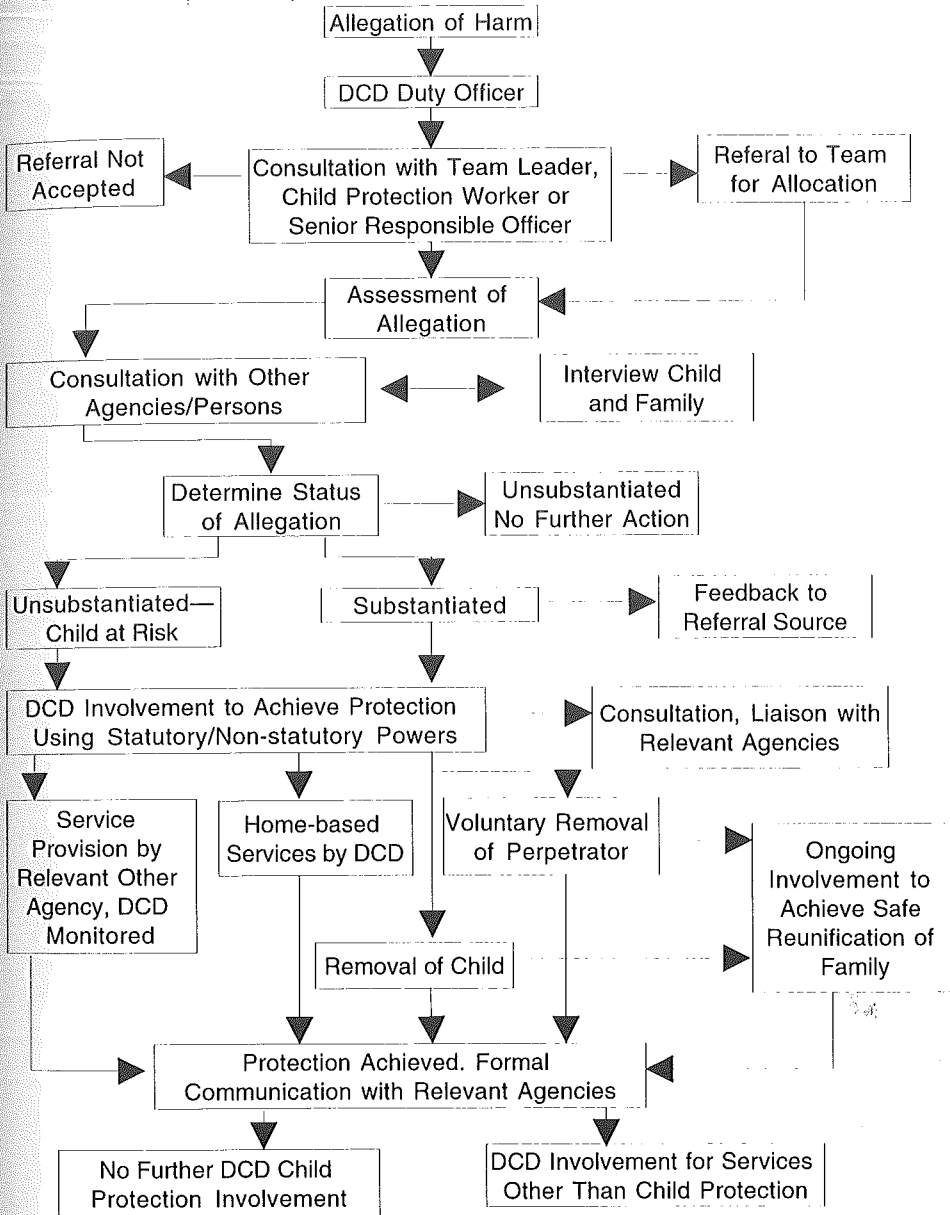 Allegation of Harm
DCD Duty Officer
Referral Not
Accepted
Consultation with Team Leader,
Child Protection Worker or
Senior Responsible Officer
Referal to Team
for Allocation
Assessment of
Allegation
Consultation with Other
Agencies/Persons
Interview Child
and Family
Determine Status
of Allegation
Unsubstantiated
No Further Action
Unsubstantiated—
Child at Risk
Substantiated
Feedback to
Referral Source
DCD Involvement to Achieve Protection
Using Statutory/Non-statutory Powers
Consultation, Liaison with
Relevant Agencies
Service
Provision by
Relevant Other
Agency, DCD
Monitored
Home-based
Services by DCD
Voluntary Removal
of Perpetrator
Ongoing
Involvement to
Achieve Safe
Reunification of
Family
Removal of Child
Protection Achieved. Formal
Communication with Relevant Agencies
No Further DCD Child
Protection Involvement
DCD Involvement for Services
Other Than Child Protection